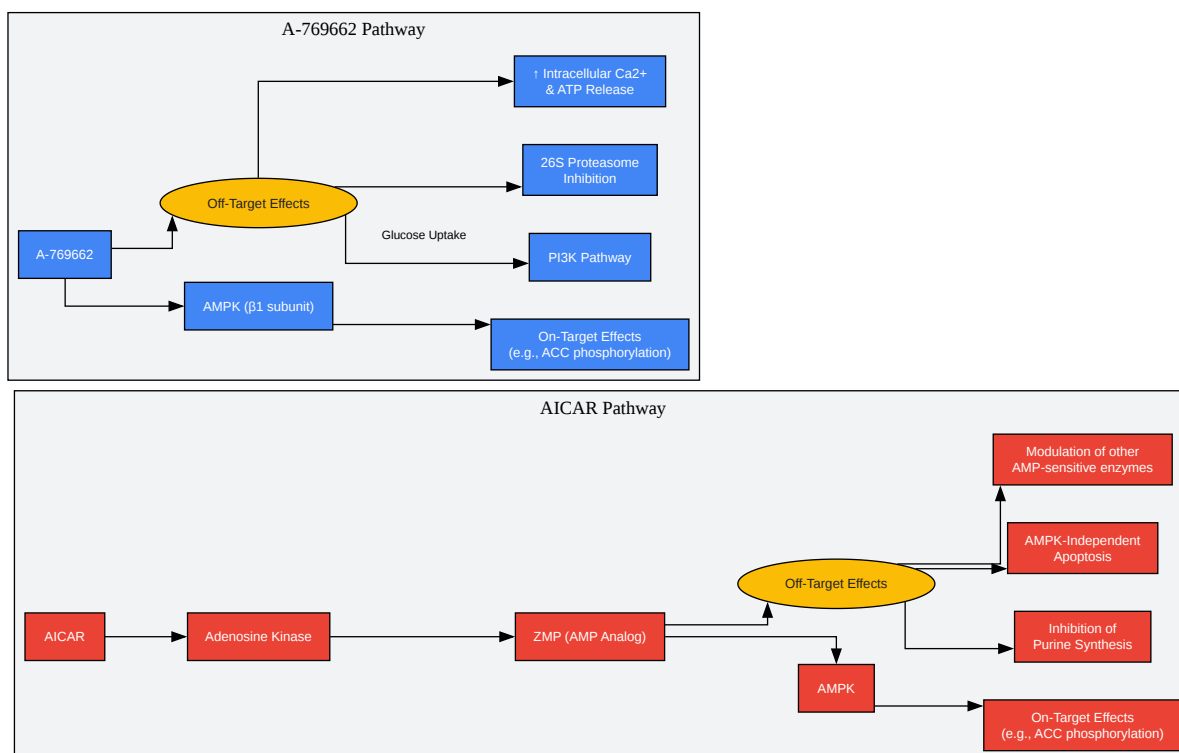 A-769662 Pathway
↑ Intracellular Ca2+
& ATP Release
26S Proteasome
Inhibition
Off-Target Effects
Glucose Uptake
A-769662
PI3K Pathway
AMPK (β1 subunit)
On-Target Effects
(e.g., ACC phosphorylation)
AICAR Pathway
Modulation of other
AMP-sensitive enzymes
AMPK-Independent
Apoptosis
Off-Target Effects
AICAR
Adenosine Kinase
ZMP (AMP Analog)
Inhibition of
Purine Synthesis
AMPK
On-Target Effects
(e.g., ACC phosphorylation)